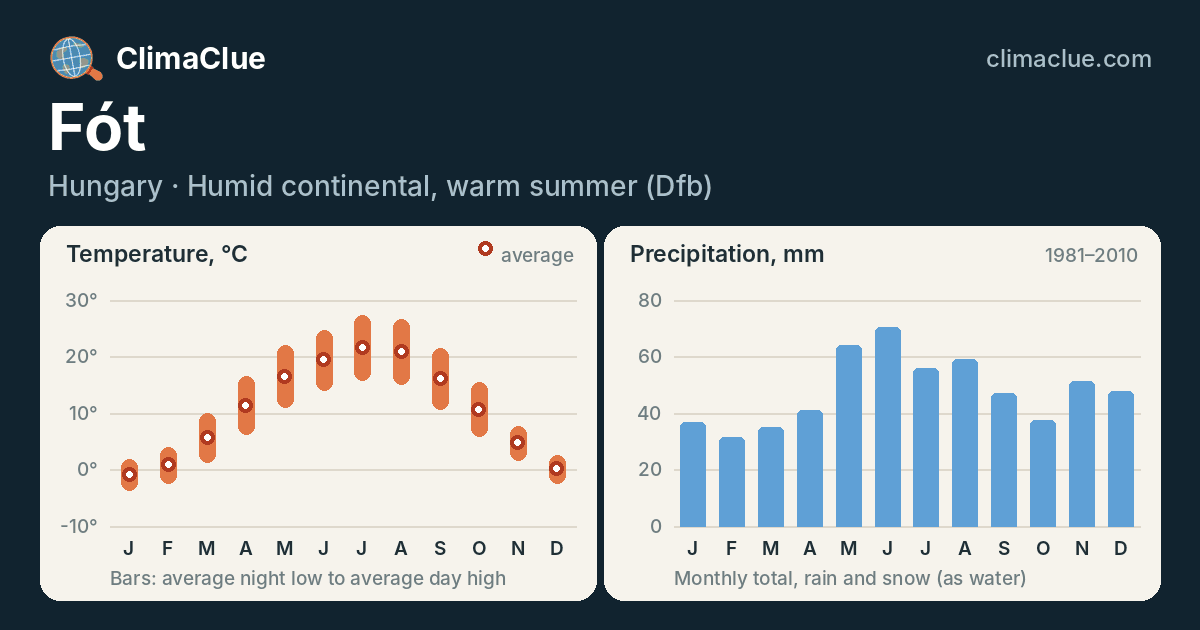 ClimaClue
climaclue.com
Fót
Hungary · Humid continental, warm summer (Dfb)
Temperature, °C
average
30°
20°
10°
0°
-10°
J F M A M J J A S O N D
Bars: average night low to average day high
Precipitation, mm
1981–2010
80
60
40
20
0
J F M A M J J A S O N D
Monthly total, rain and snow (as water)